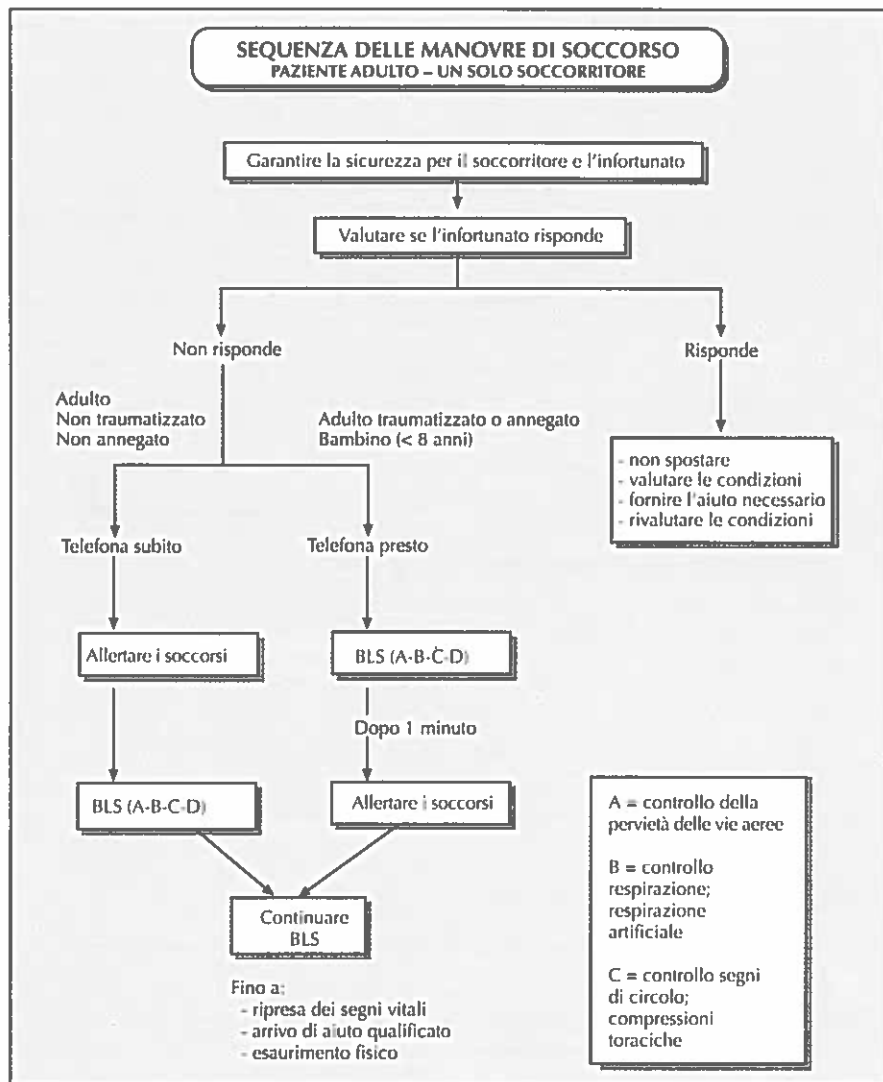 SEQUENZA DELLE MANOVRE DI SOCCORSO
PAZIENTE ADULTO – UN SOLO SOCCORRITORE
Garantire la sicurezza per il soccorritore e l'infortunato
Valutare se l'infortunato risponde
Non risponde
Risponde
Adulto
Non traumatizzato
Non annegato
Adulto traumatizzato o annegato
Bambino (< 8 anni)
- non spostare
- valutare le condizioni
- fornire l'aiuto necessario
- rivalutare le condizioni
Telefona subito
Telefona presto
Allertare i soccorsi
BLS (A-B-C-D)
Dopo 1 minuto
BLS (A-B-C-D)
Allertare i soccorsi
Continuare
BLS
Fino a:
- ripresa dei segni vitali
- arrivo di aiuto qualificato
- esaurimento fisico
A = controllo della
pervietà delle vie aeree
B = controllo
respirazione;
respirazione
artificiale
C = controllo segni
di circolo;
compressioni
toraciche